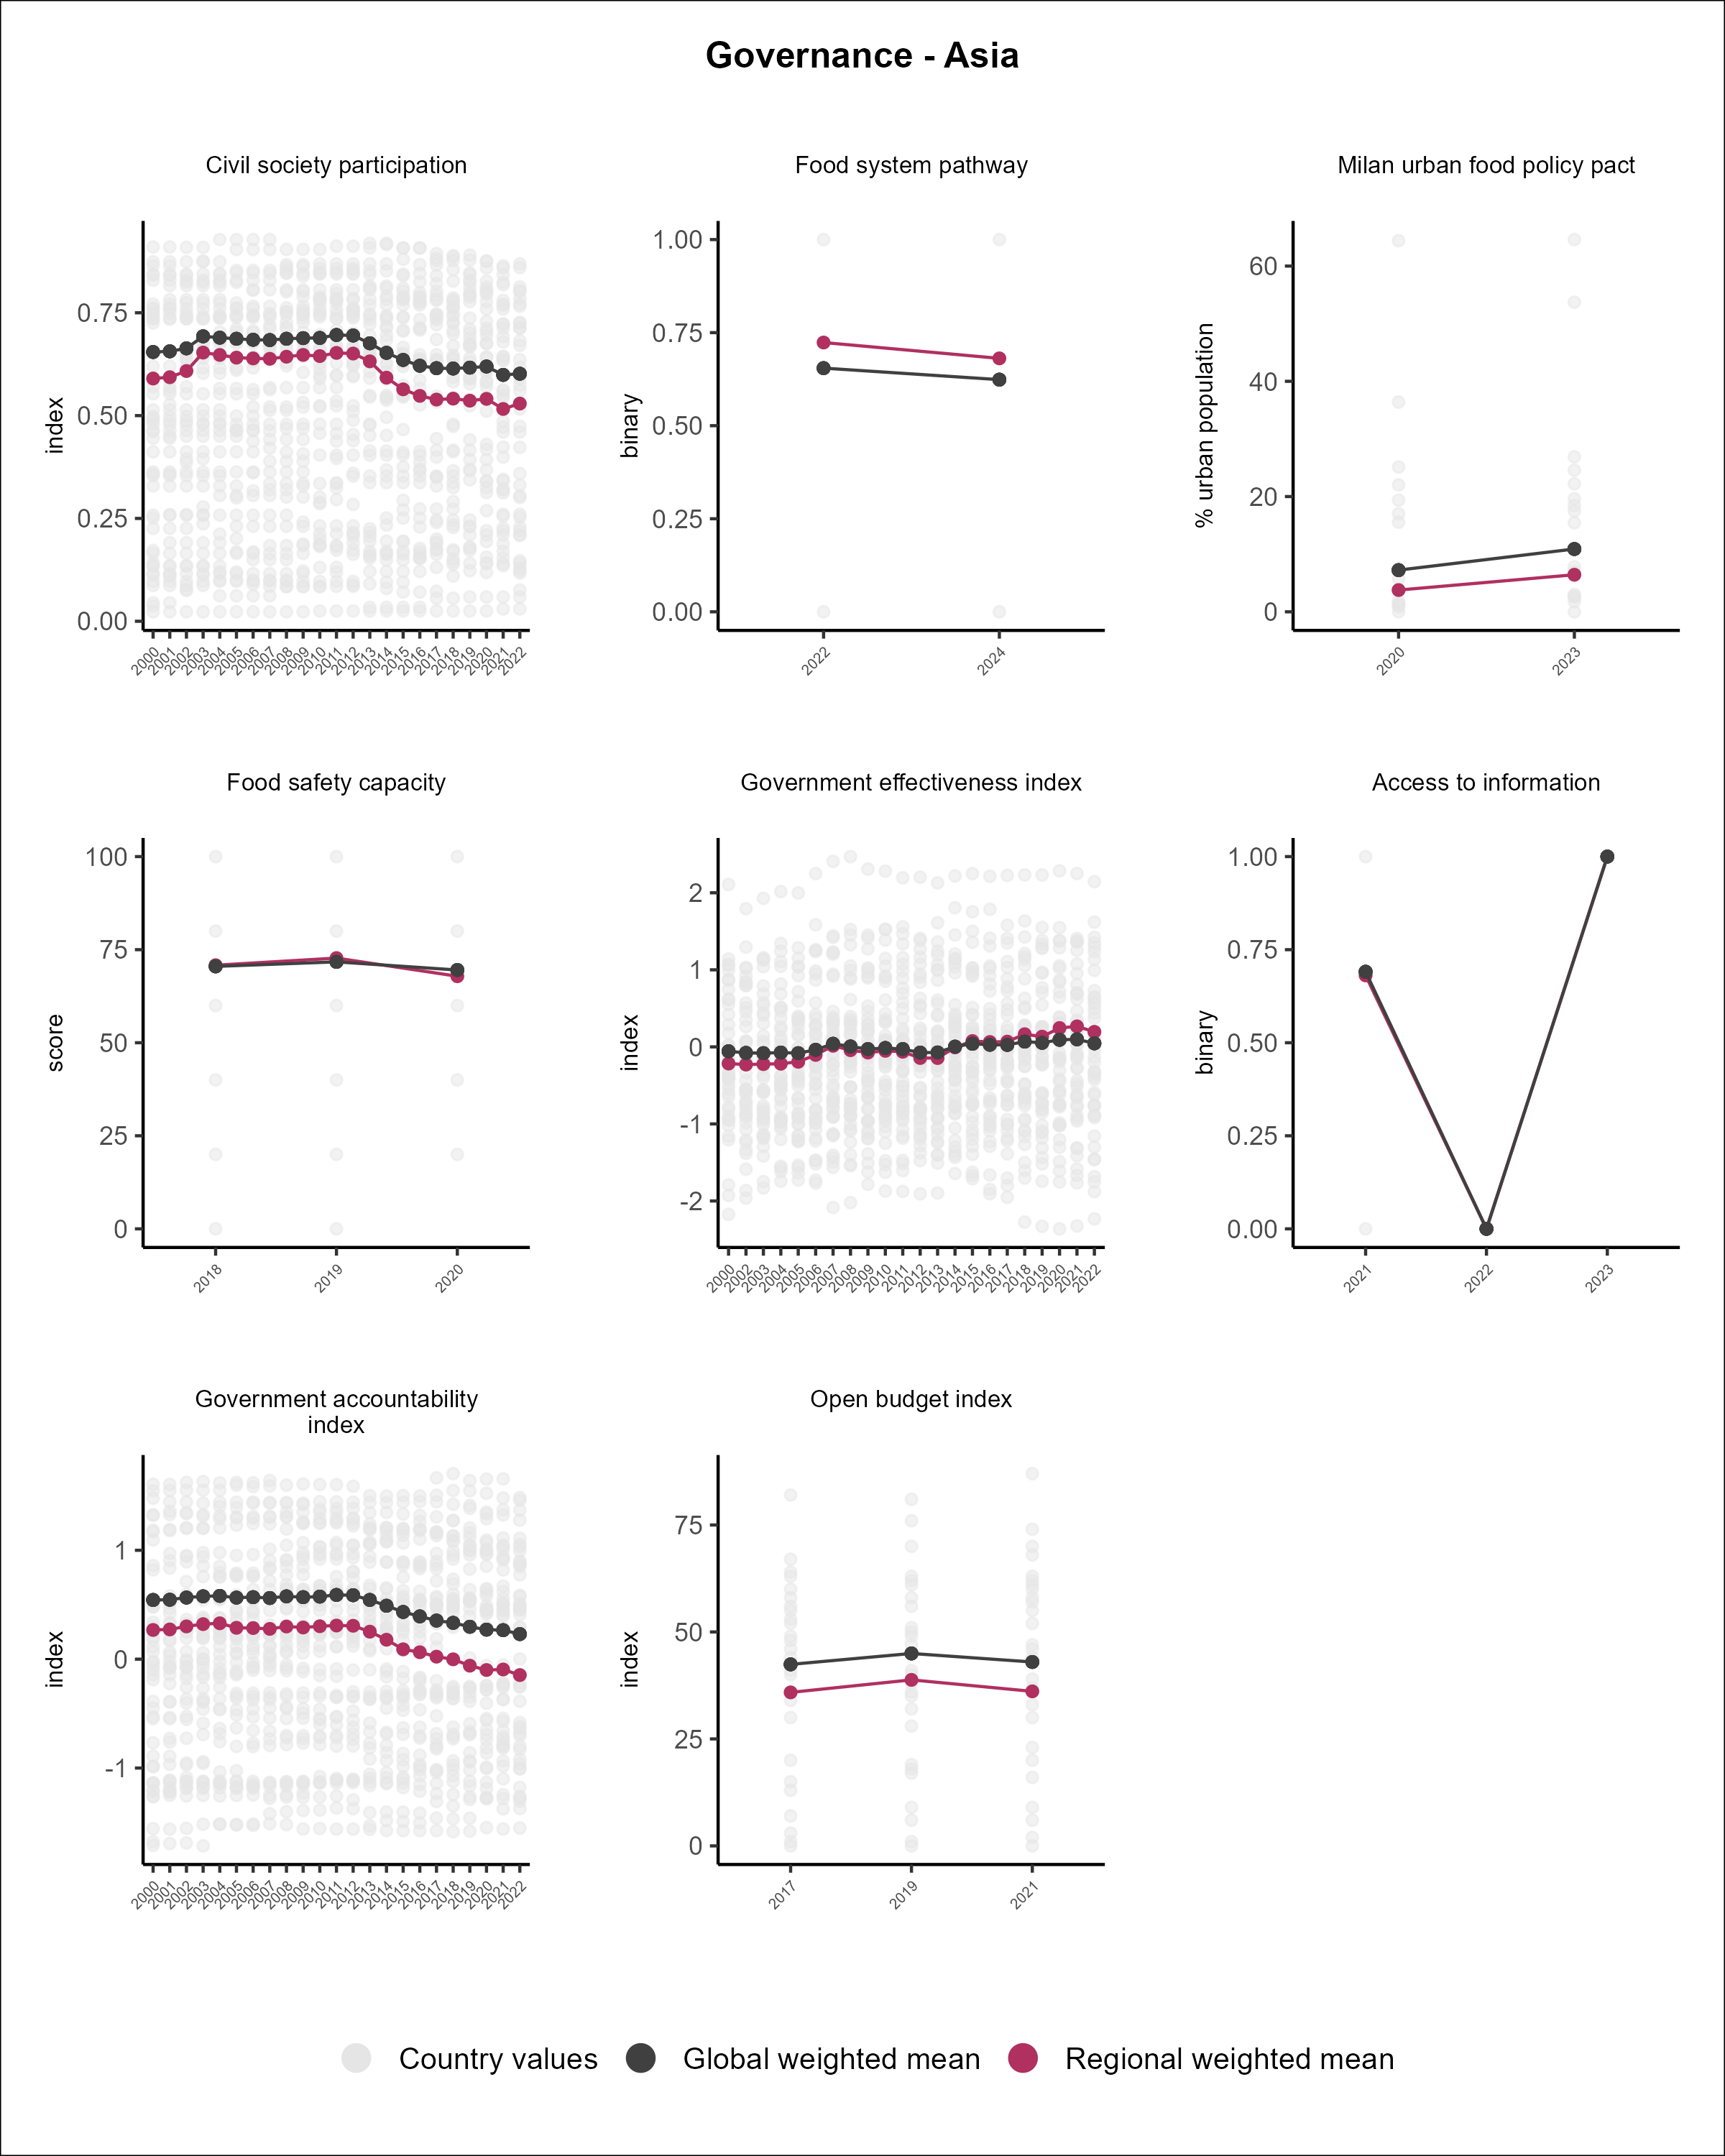 Governance - Asia
Civil society participation
index
0.75
0.50
0.25
0.00
2000 2001 2002 2003 2004 2005 2006 2007 2008 2009 2010 2011 2012 2013 2014 2015 2016 2017 2018 2019 2020 2021 2022
Food system pathway
binary
1.00
0.75
0.50
0.25
0.00
2022 2024
Milan urban food policy pact
% urban population
60
40
20
0
2020 2023
Food safety capacity
score
100
75
50
25
0
2018 2019 2020
Government effectiveness index
index
2
1
0
-1
-2
2000 2002 2003 2004 2005 2006 2007 2008 2009 2010 2011 2012 2013 2014 2015 2016 2017 2018 2019 2020 2021 2022
Access to information
binary
1.00
0.75
0.50
0.25
0.00
2021 2022 2023
Government accountability
index
index
1
0
-1
2000 2001 2002 2003 2004 2005 2006 2007 2008 2009 2010 2011 2012 2013 2014 2015 2016 2017 2018 2019 2020 2021 2022
Open budget index
index
75
50
25
0
2017 2019 2021
Country values Global weighted mean Regional weighted mean